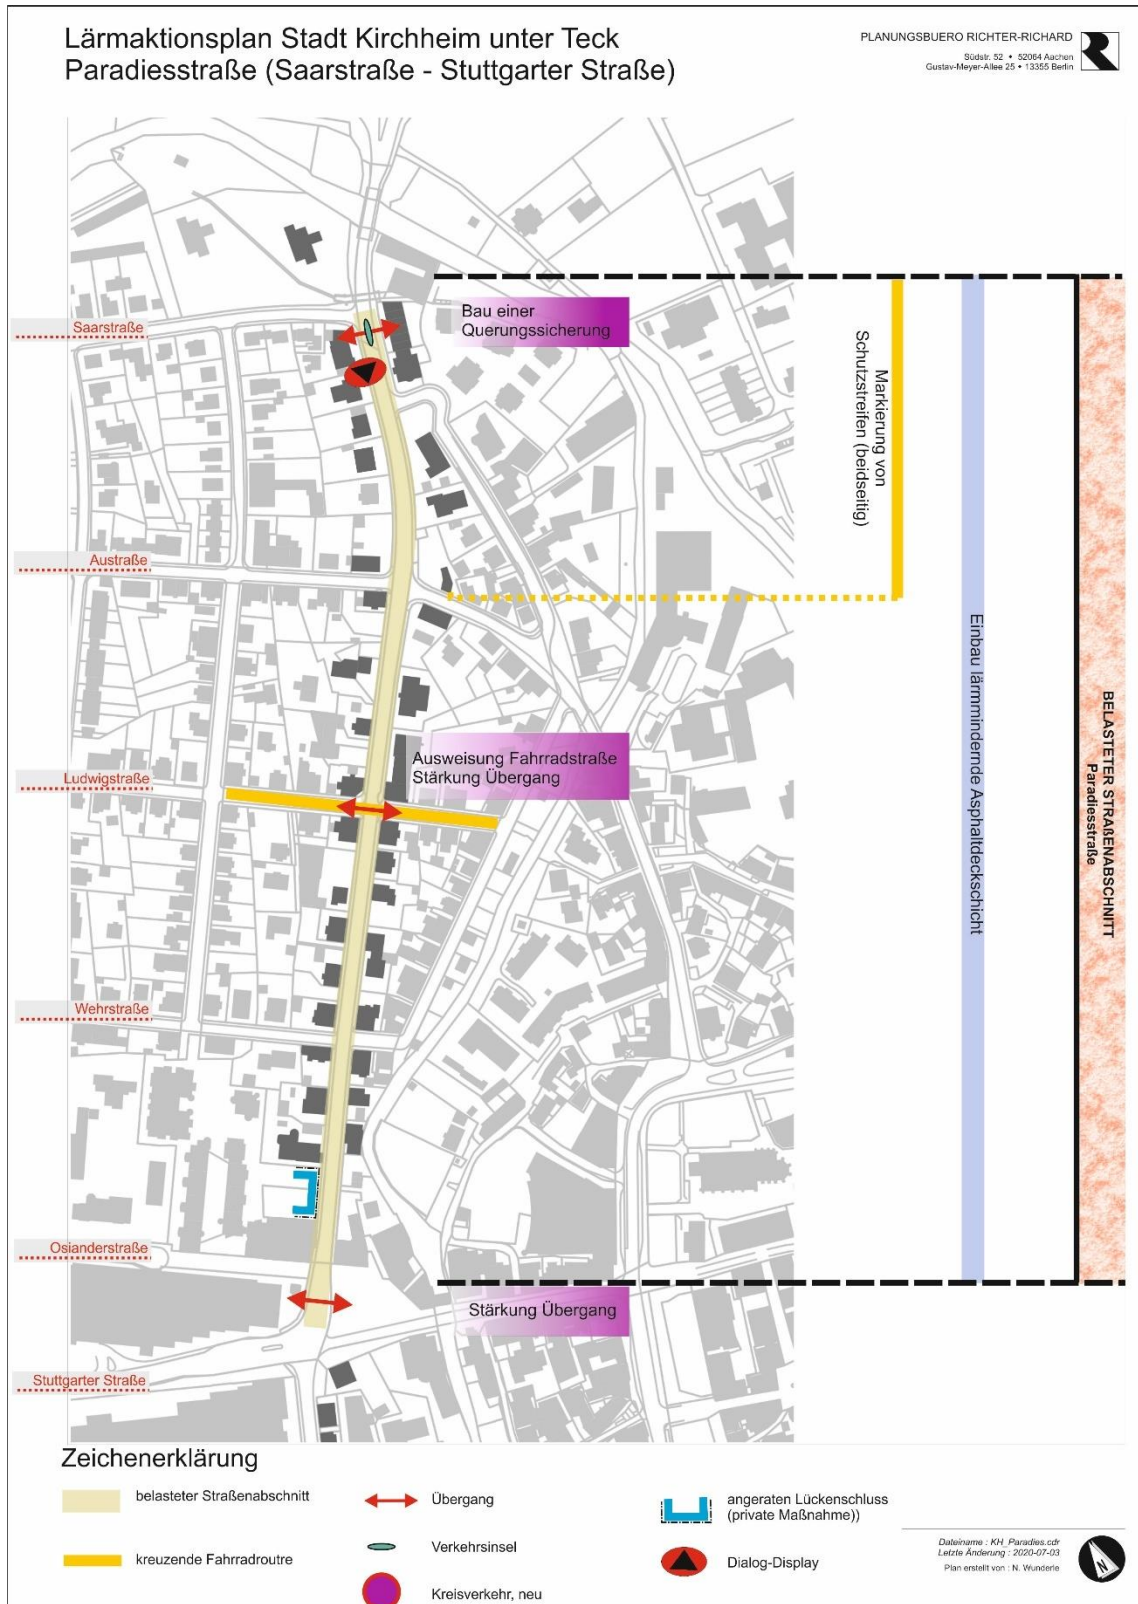 Lärmaktionsplan Stadt Kirchheim unter Teck
Paradiesstraße (Saarstraße - Stuttgarter Straße)
PLANUNGSBUERO RICHTER-RICHARD
Südstr. 52 • 52064 Aachen
Gustav-Meyer-Allee 25 • 13355 Berlin
Saarstraße
Bau einer
Querungssicherung
Markierung von
Schutzstreifen (beidseitig)
Austraße
Einbau lärmmindernde Asphaltdeckschicht
BELASTETER STRAßENABSCHNITT
Paradiesstraße
Ludwigstraße
Ausweisung Fahrradstraße
Stärkung Übergang
Wehrstraße
Osianderstraße
Stärkung Übergang
Stuttgarter Straße
Zeichenerklärung
belasteter Straßenabschnitt
kreuzende Fahrradroutre
Übergang
Verkehrsinsel
Kreisverkehr, neu
angeraten Lückenschluss
(private Maßnahme))
Dialog-Display
Dateiname : KH_Paradies.cdr
Letzte Änderung : 2020-07-03
Plan erstellt von : N. Wunderle
N